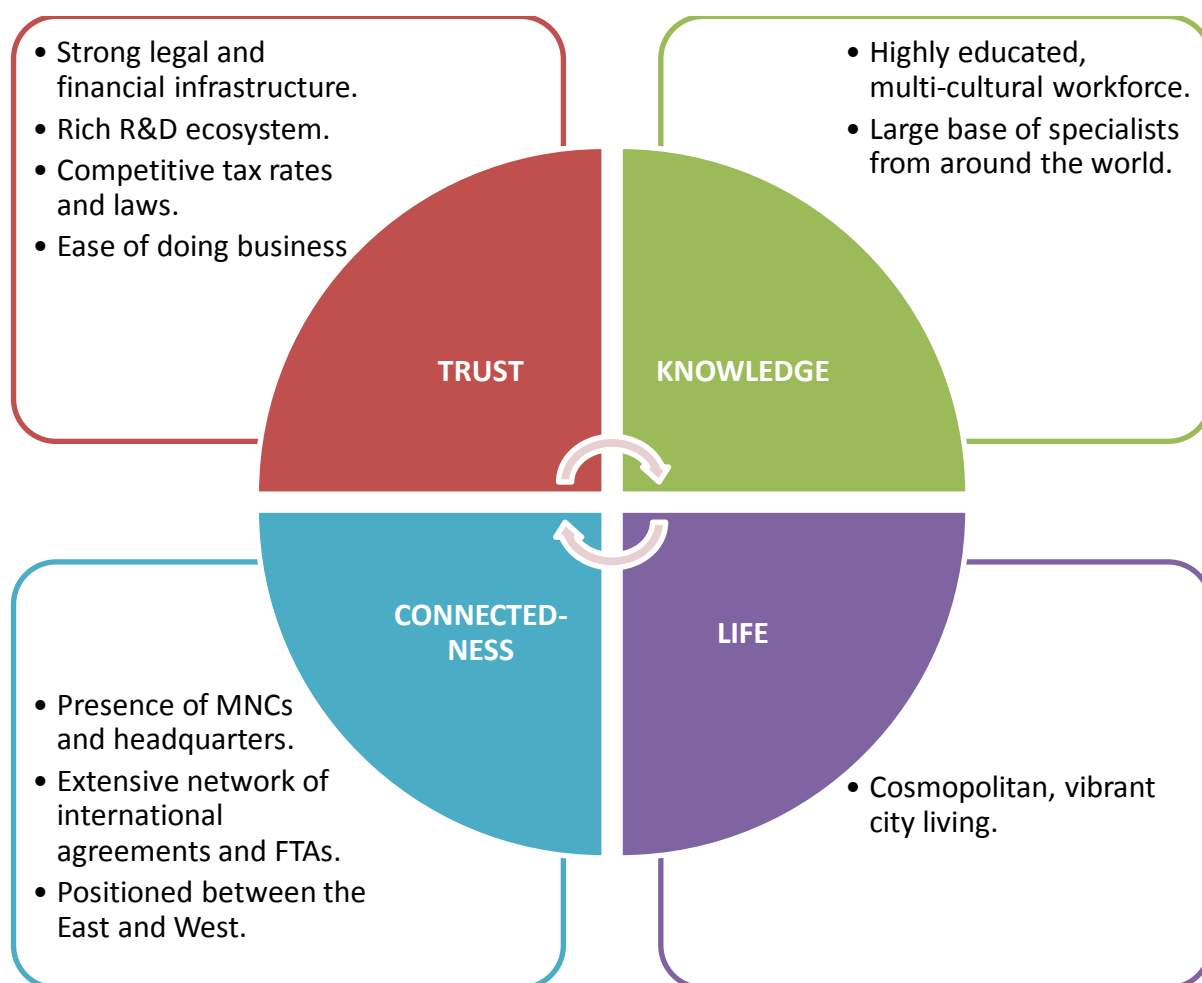 • Strong legal and
financial infrastructure.
• Rich R&D ecosystem.
• Competitive tax rates
and laws.
• Ease of doing business
• Highly educated,
multi-cultural workforce.
• Large base of specialists
from around the world.
TRUST
KNOWLEDGE
CONNECTED-
NESS
LIFE
• Presence of MNCs
and headquarters.
• Extensive network of
international
agreements and FTAs.
• Positioned between the
East and West.
• Cosmopolitan, vibrant
city living.